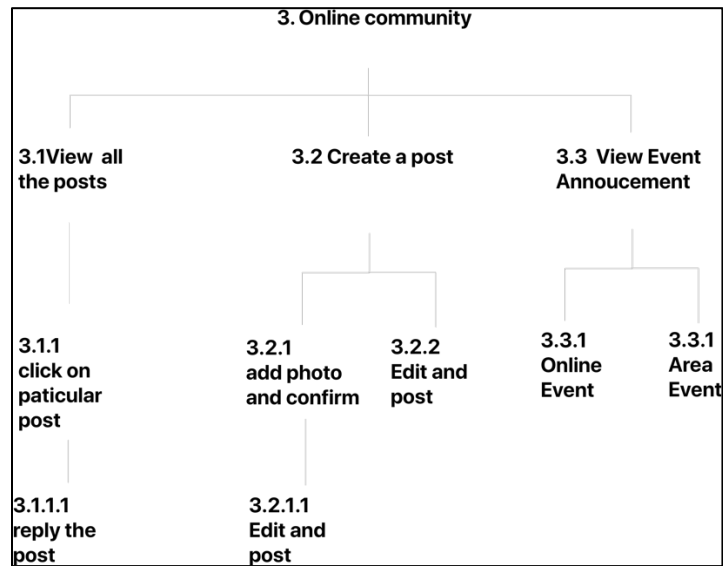 3. Online community
3.1View all
the posts
3.2 Create a post
3.3 View Event
Annoucement
3.1.1
click on
paticular
post
3.2.1
add photo
and confirm
3.2.2
Edit and
post
3.3.1
Online
Event
3.3.1
Area
Event
3.1.1.1
reply the
post
3.2.1.1
Edit and
post